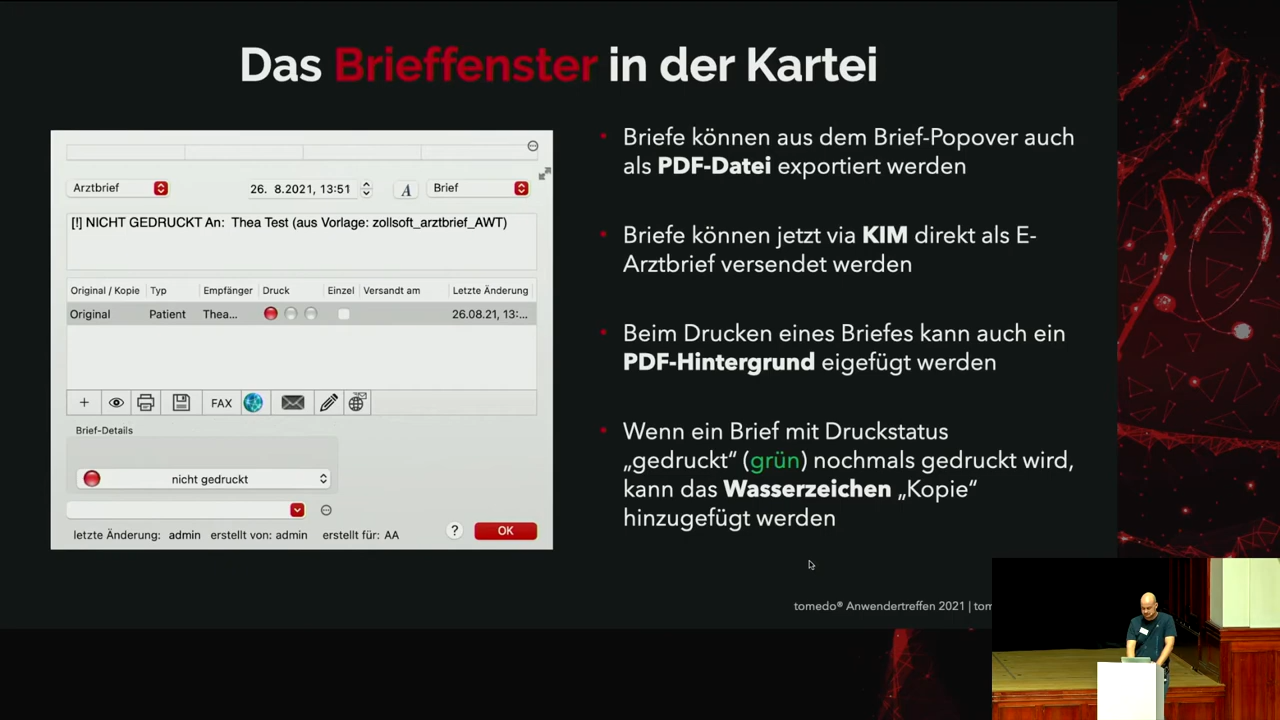 Das Brieffenster in der Kartei
Arztbrief
26. 8.2021, 13:51
A
Brief
[!] NICHT GEDRUCKT An: Thea Test (aus Vorlage: zollsoft_arztbrief_AWT)
Original / Kopie Typ Empfänger Druck Einzel Versandt am Letzte Änderung
Original Patient Thea... 26.08.21, 13:...
+ FAX
Brief-Details
nicht gedruckt
? OK
letzte Änderung: admin erstellt von: admin erstellt für: AA
• Briefe können aus dem Brief-Popover auch
als PDF-Datei exportiert werden
• Briefe können jetzt via KIM direkt als E-
Arztbrief versendet werden
• Beim Drucken eines Briefes kann auch ein
PDF-Hintergrund eigefügt werden
• Wenn ein Brief mit Druckstatus
„gedruckt“ (grün) nochmals gedruckt wird,
kann das Wasserzeichen „Kopie“
hinzugefügt werden
tomedo® Anwendertreffen 2021 | tom